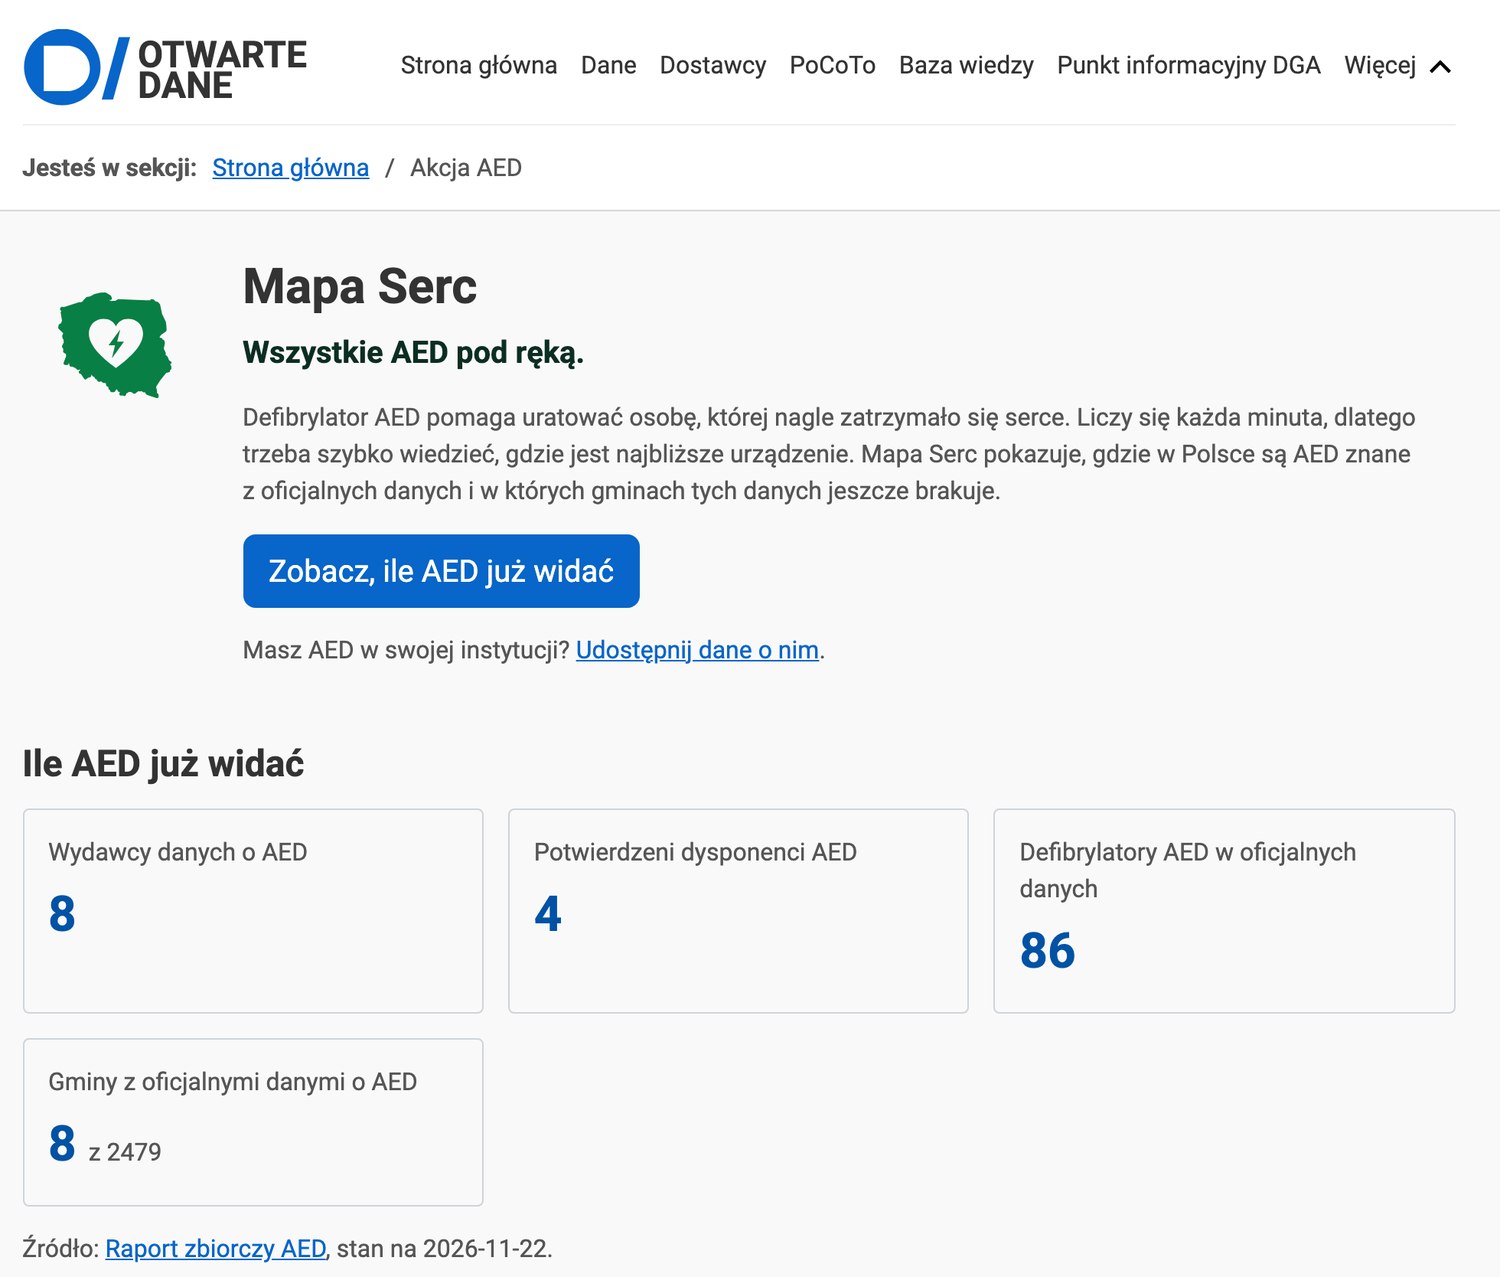 OTWARTE
DANE
Strona główna Dane Dostawcy PoCoTo Baza wiedzy Punkt informacyjny DGA Więcej
Jesteś w sekcji: Strona główna / Akcja AED
Mapa Serc
Wszystkie AED pod ręką.
Defibrylator AED pomaga uratować osobę, której nagle zatrzymało się serce. Liczy się każda minuta, dlatego
trzeba szybko wiedzieć, gdzie jest najbliższe urządzenie. Mapa Serc pokazuje, gdzie w Polsce są AED znane
z oficjalnych danych i w których gminach tych danych jeszcze brakuje.
Zobacz, ile AED już widać
Masz AED w swojej instytucji? Udostępnij dane o nim.
Ile AED już widać
Wydawcy danych o AED
8
Potwierdzeni dysponenci AED
4
Defibrylatory AED w oficjalnych
danych
86
Gminy z oficjalnymi danymi o AED
8 z 2479
Źródło: Raport zbiorczy AED, stan na 2026-11-22.